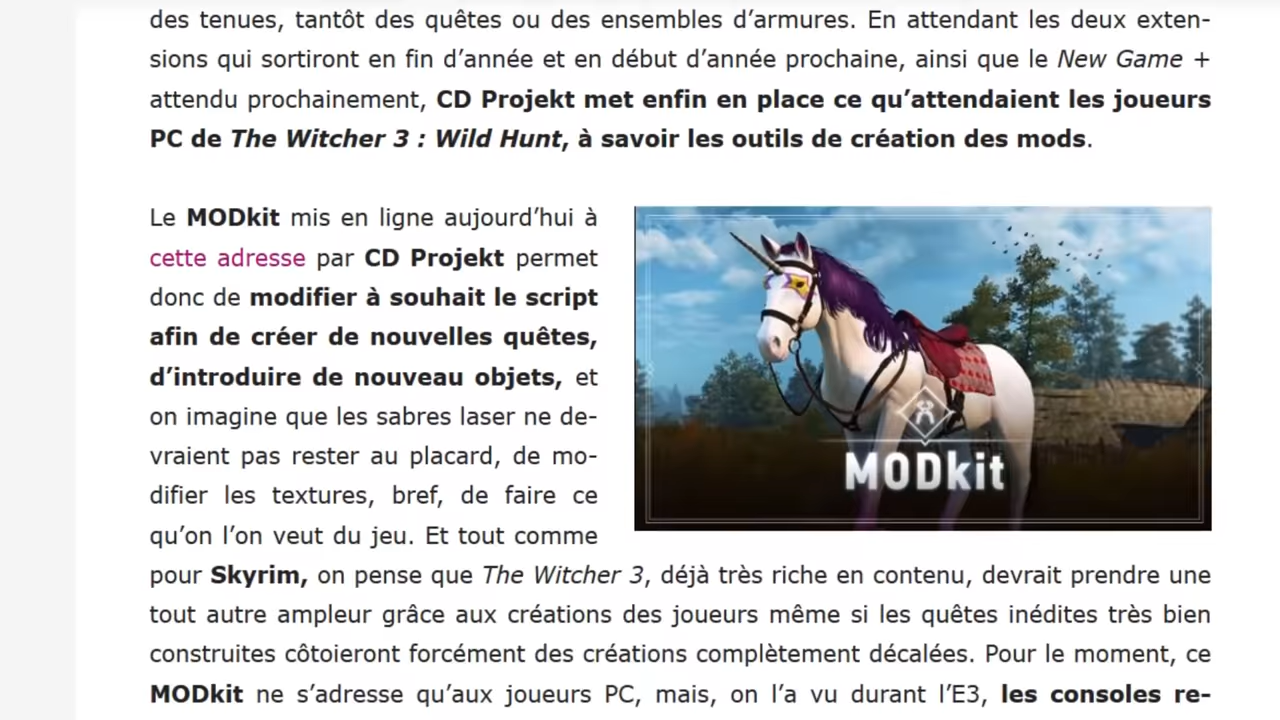 des tenues, tantôt des quêtes ou des ensembles d’armures. En attendant les deux exten-
sions qui sortiront en fin d’année et en début d’année prochaine, ainsi que le New Game +
attendu prochainement, CD Projekt met enfin en place ce qu’attendaient les joueurs
PC de The Witcher 3 : Wild Hunt, à savoir les outils de création des mods.
Le MODkit mis en ligne aujourd’hui à
cette adresse par CD Projekt permet
donc de modifier à souhait le script
afin de créer de nouvelles quêtes,
d’introduire de nouveau objets, et
on imagine que les sabres laser ne de-
vraient pas rester au placard, de mo-
difier les textures, bref, de faire ce
qu’on l’on veut du jeu. Et tout comme
MODkit
pour Skyrim, on pense que The Witcher 3, déjà très riche en contenu, devrait prendre une
tout autre ampleur grâce aux créations des joueurs même si les quêtes inédites très bien
construites côtoieront forcément des créations complètement décalées. Pour le moment, ce
MODkit ne s’adresse qu’aux joueurs PC, mais, on l’a vu durant l’E3, les consoles re-